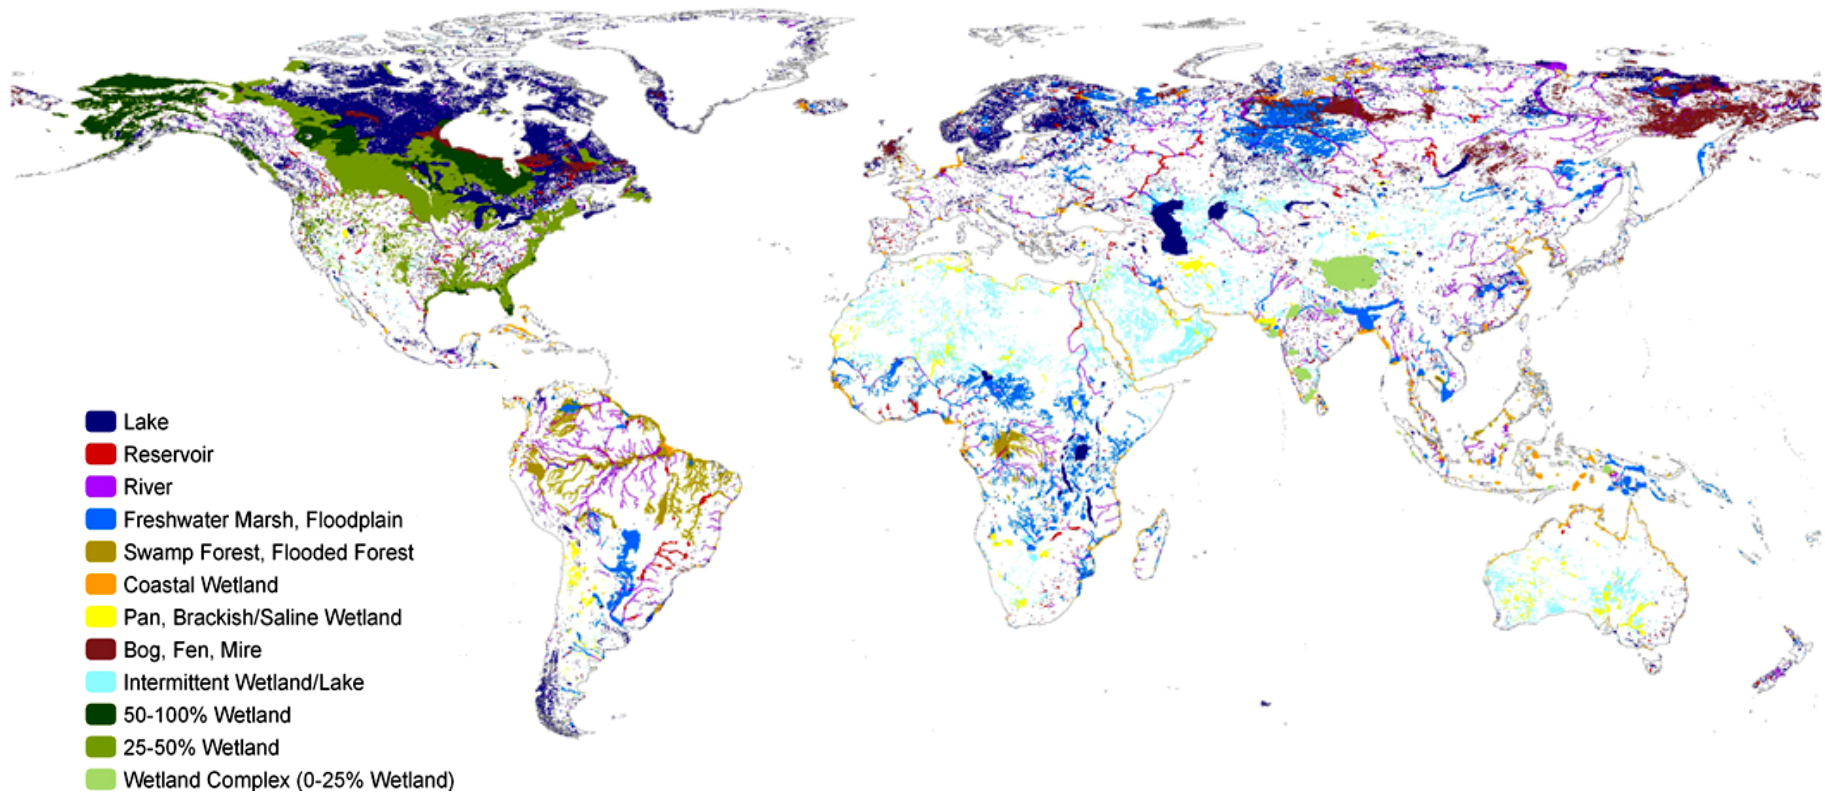 Lake
Reservoir
River
Freshwater Marsh, Floodplain
Swamp Forest, Flooded Forest
Coastal Wetland
Pan, Brackish/Saline Wetland
Bog, Fen, Mire
Intermittent Wetland/Lake
50-100% Wetland
25-50% Wetland
Wetland Complex (0-25% Wetland)